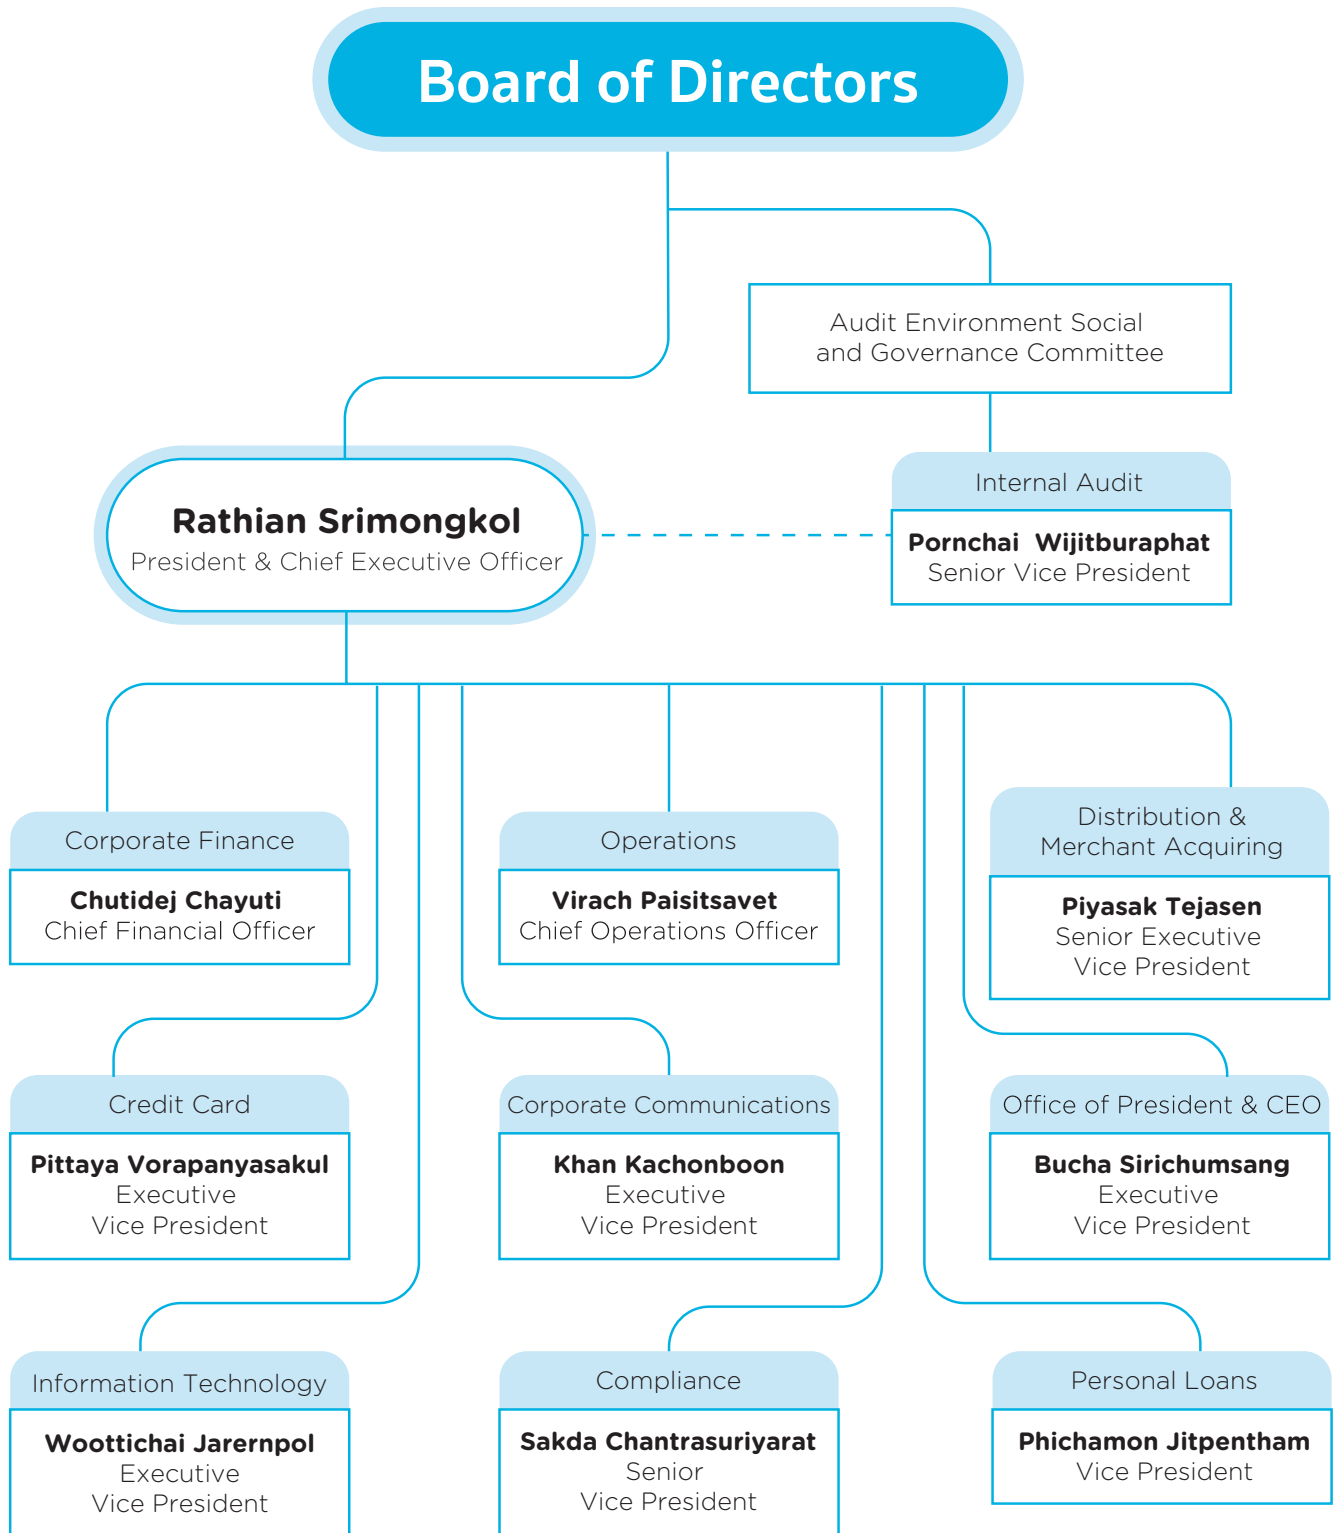 Board of Directors
Audit Environment Social
and Governance Committee
Rathian Srimongkol
President & Chief Executive Officer
Internal Audit
Pornchai Wijitburaphat
Senior Vice President
Corporate Finance
Chutidej Chayuti
Chief Financial Officer
Operations
Virach Paisitsavet
Chief Operations Officer
Distribution &
Merchant Acquiring
Piyasak Tejasen
Senior Executive
Vice President
Credit Card
Pittaya Vorapanyasakul
Executive
Vice President
Corporate Communications
Khan Kachonboon
Executive
Vice President
Office of President & CEO
Bucha Sirichumsang
Executive
Vice President
Information Technology
Woottichai Jarernpol
Executive
Vice President
Compliance
Sakda Chantrasuriyarat
Senior
Vice President
Personal Loans
Phichamon Jitpentham
Vice President